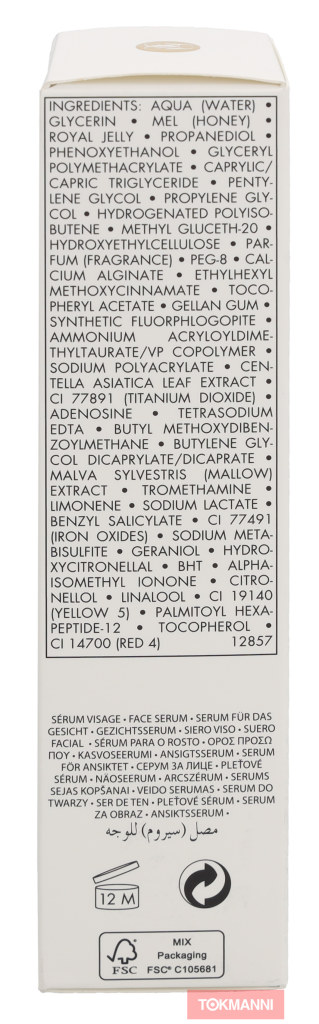 INGREDIENTS: AQUA (WATER) •
GLYCERIN • MEL (HONEY) •
ROYAL JELLY • PROPANEDIOL •
PHENOXYETHANOL • GLYCERYL
POLYMETHACRYLATE • CAPRYLIC/
CAPRIC TRIGLYCERIDE • PENTY-
LENE GLYCOL • PROPYLENE GLY-
COL • HYDROGENATED POLYISO-
BUTENE • METHYL GLUCETH-20 •
HYDROXYETHYLCELLULOSE • PAR-
FUM (FRAGRANCE) • PEG-8 • CAL-
CIUM ALGINATE • ETHYLHEXYL
METHOXYCINNAMATE • TOCO-
PHERYL ACETATE • GELLAN GUM •
SYNTHETIC FLUORPHLOGOPITE •
AMMONIUM ACRYLOYLDIME-
THYLTAURATE/VP COPOLYMER •
SODIUM POLYACRYLATE • CEN-
TELLA ASIATICA LEAF EXTRACT •
CI 77891 (TITANIUM DIOXIDE) •
ADENOSINE • TETRASODIUM
EDTA • BUTYL METHOXYDIBEN-
ZOYLMETHANE • BUTYLENE GLY-
COL DICAPRYLATE/DICAPRATE •
MALVA SYLVESTRIS (MALLOW)
EXTRACT • TROMETHAMINE •
LIMONENE • SODIUM LACTATE •
BENZYL SALICYLATE • CI 77491
(IRON OXIDES) • SODIUM META-
BISULFITE • GERANIOL • HYDRO-
XYCITRONELLAL • BHT • ALPHA-
ISOMETHYL IONONE • CITRO-
NELLOL • LINALOOL • CI 19140
(YELLOW 5) • PALMITOYL HEXA-
PEPTIDE-12 • TOCOPHEROL •
CI 14700 (RED 4) 12857
SÉRUM VISAGE • FACE SERUM • SERUM FÜR DAS
GESICHT • GEZICHTSSERUM • SIERO VISO • SUERO
FACIAL • SÉRUM PARA O ROSTO • ΟΡΟΣ ΠΡΟΣΩ
ΠΟΥ • KASVOSEERUMI • ANSIGTSSERUM • SERUM
FÖR ANSIKTET • СЕРУМ ЗА ЛИЦЕ • PLEŤOVÉ
SÉRUM • NÄOSEERUM • ARCSZÉRUM • SERUMS
SEJAS KOPŠANAI • VEIDO SERUMAS • SERUM DO
TWARZY • SER DE TEN • PLEŤOVÉ SÉRUM • SERUM
ZA OBRAZ • ANSIKTSSERUM •
مصل (سيروم) للوجه
12 M
MIX
Packaging
FSC
FSC® C105681
TOKMANNI